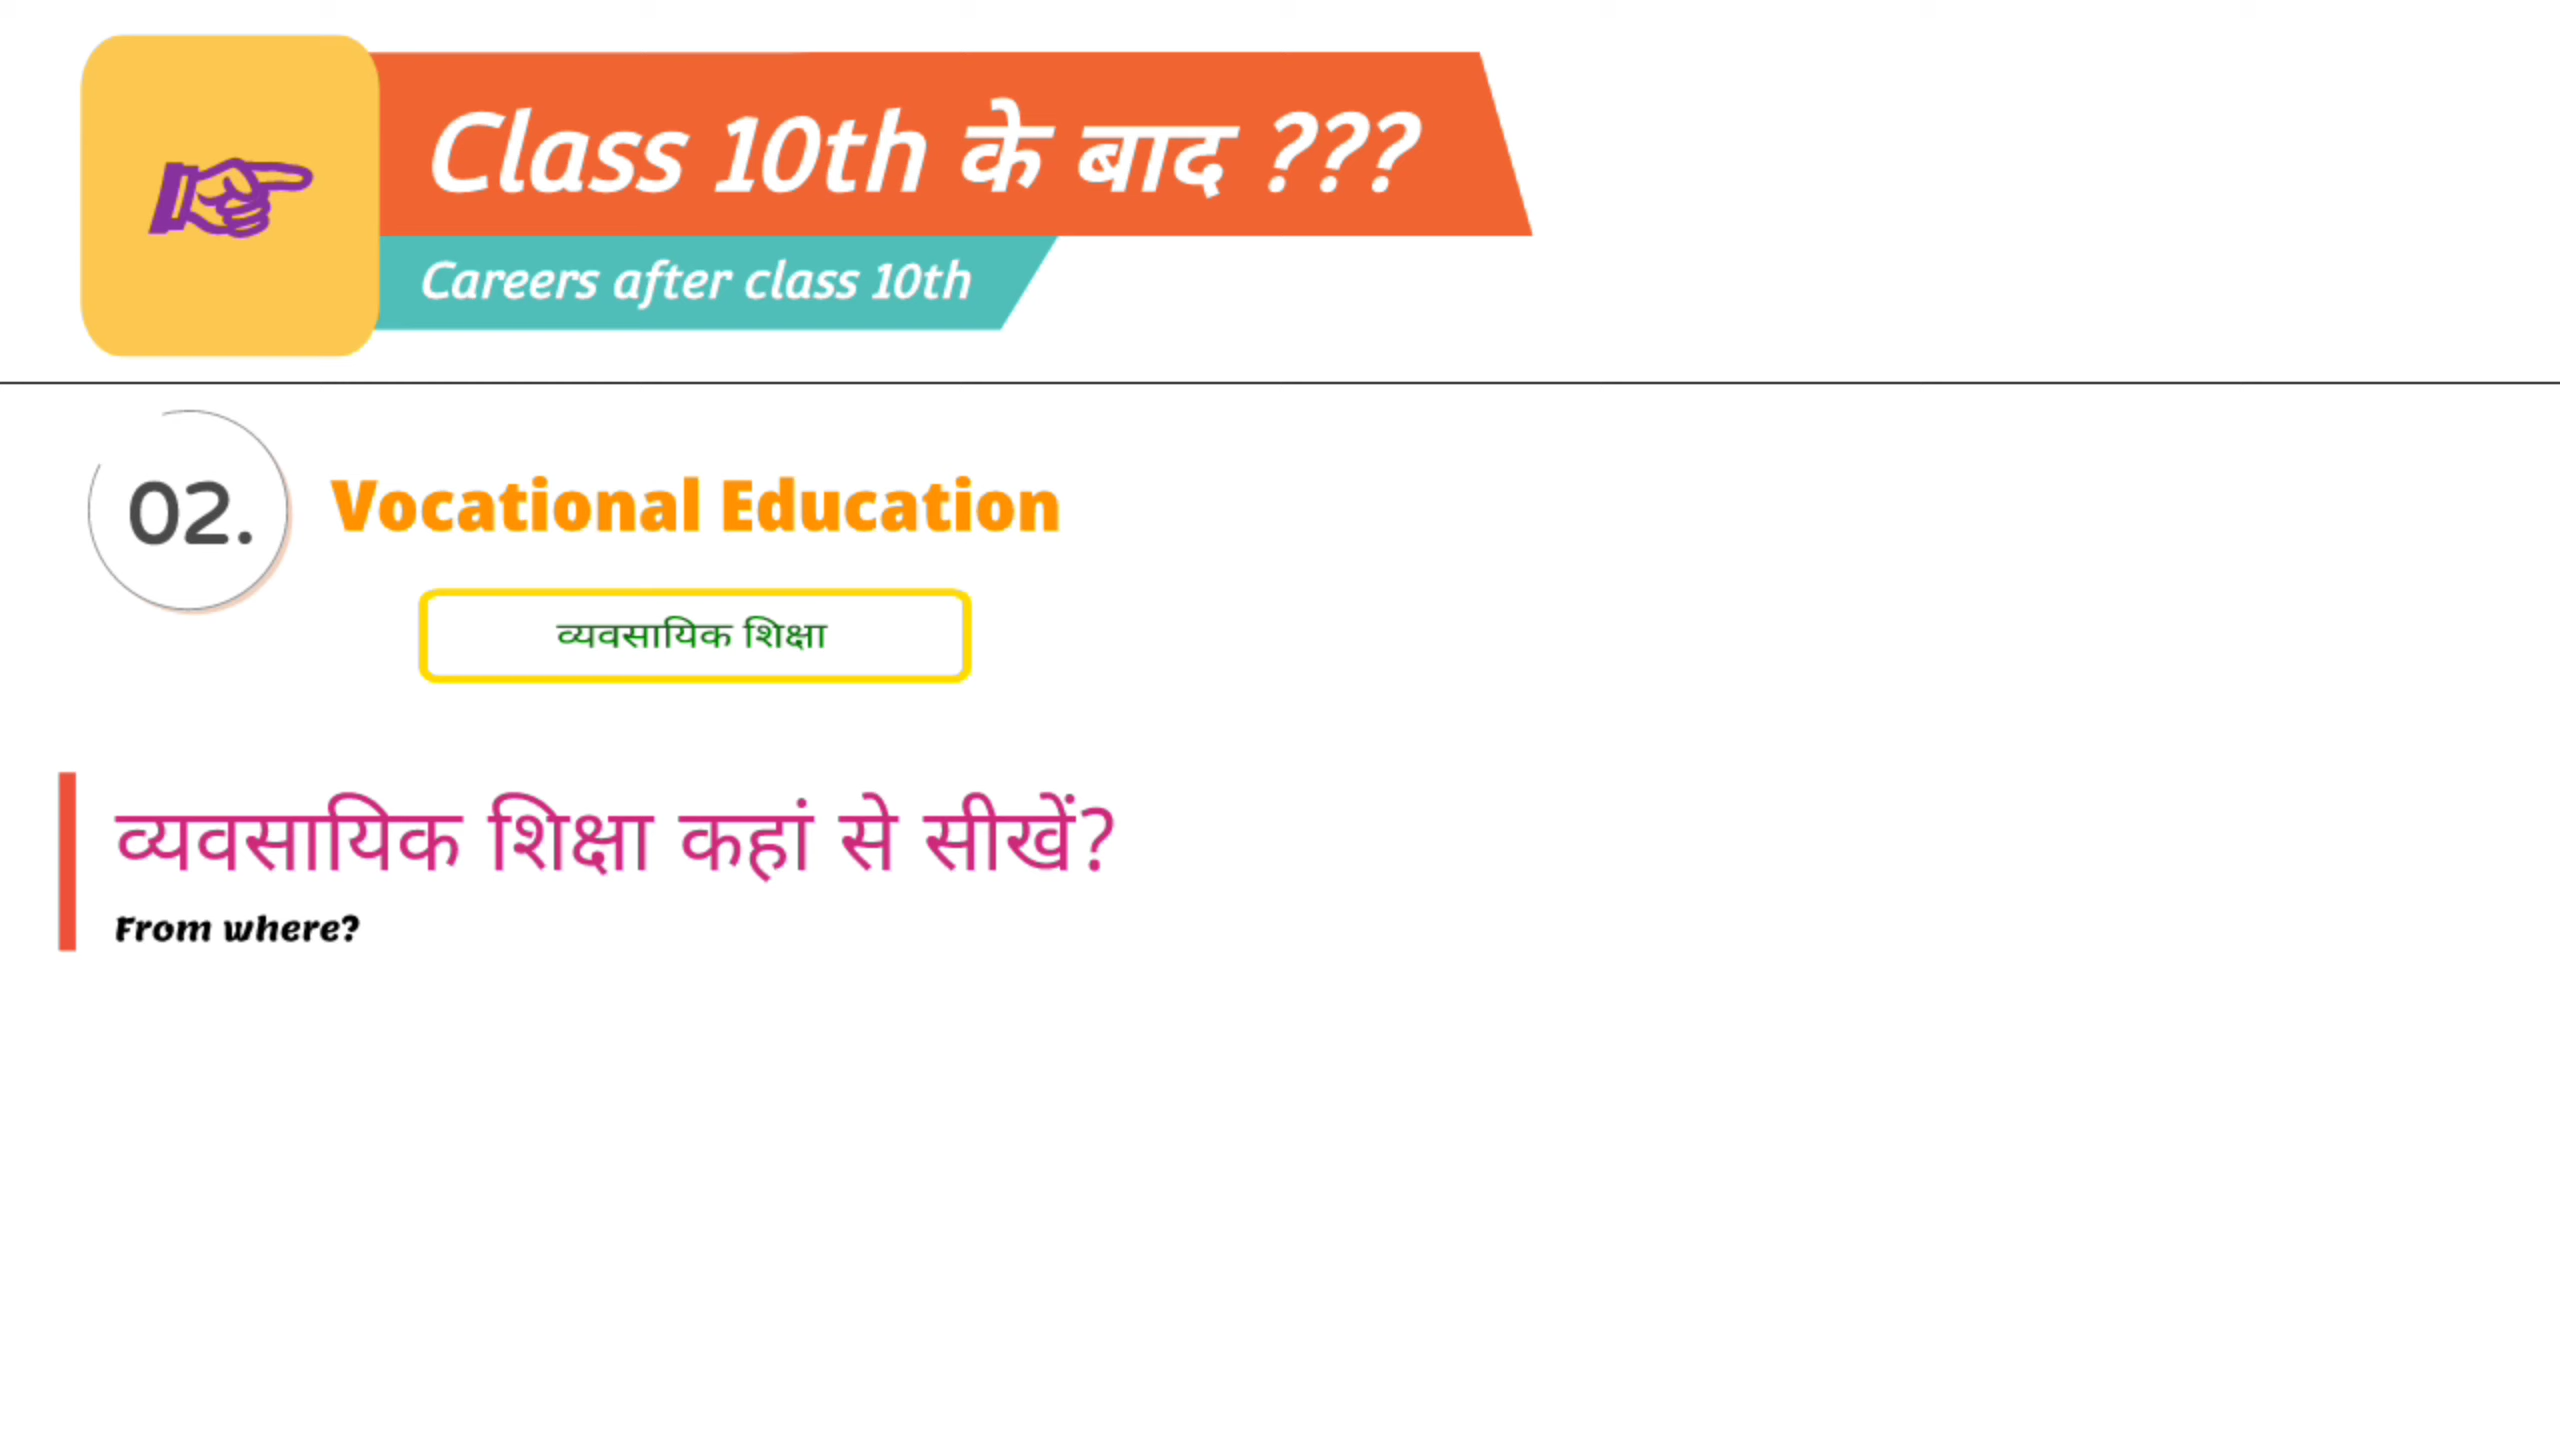 Class 10th के बाद ???
Careers after class 10th
02.
Vocational Education
व्यवसायिक शिक्षा
व्यवसायिक शिक्षा कहां से सीखें?
From where?